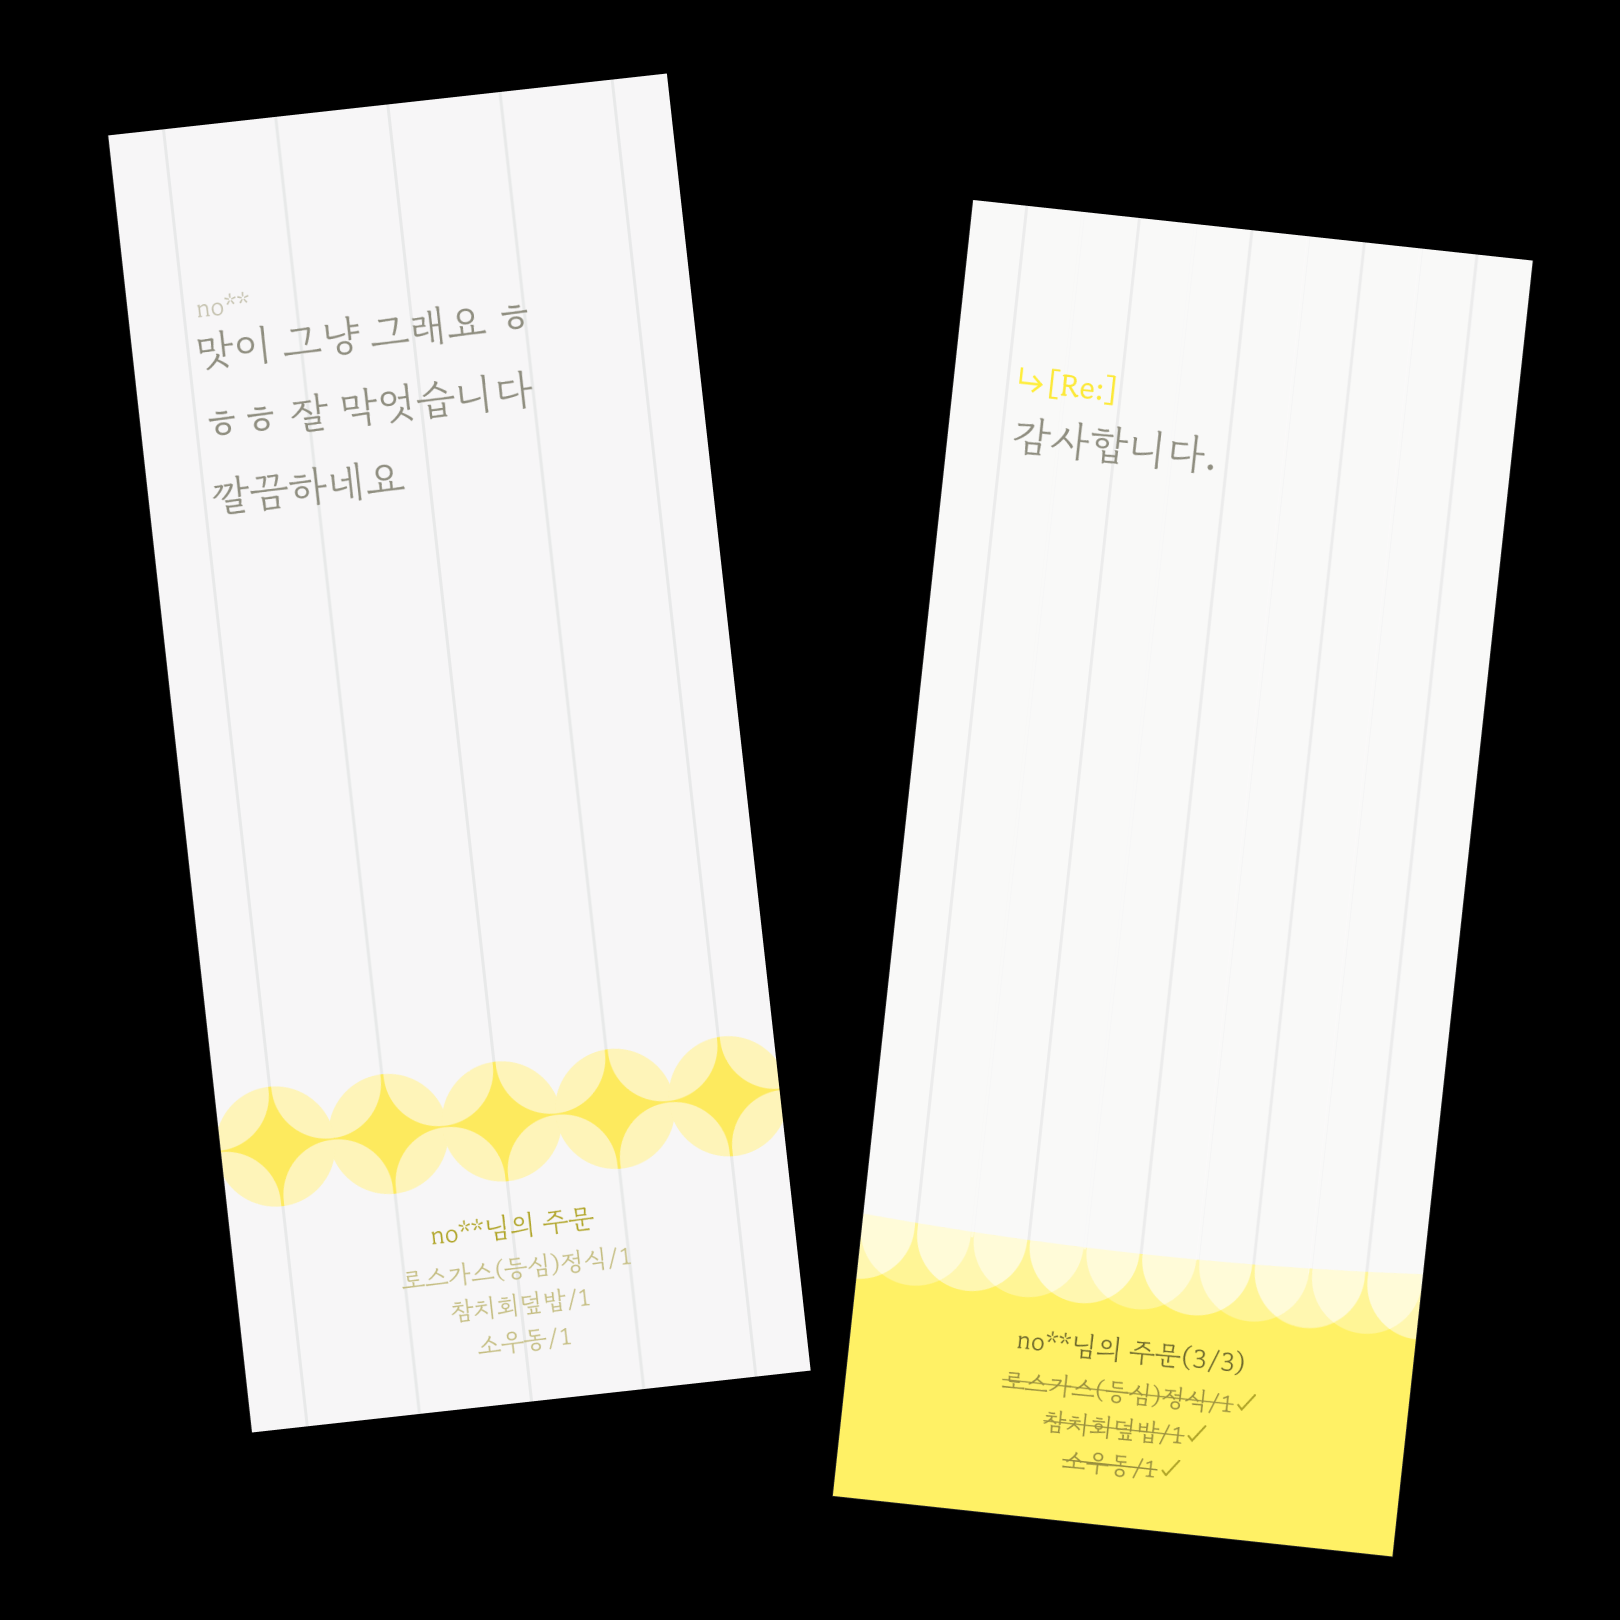 no**
맛이 그냥 그래요 ㅎ
ㅎㅎ 잘 막엇습니다
깔끔하네요
no**님의 주문
로스가스(등심)정식/1
참치회덮밥/1
소우동/1
↳[Re:]
감사합니다.
no**님의 주문(3/3)
로스가스(등심)정식/1✓
참치회덮밥/1✓
소우동/1✓